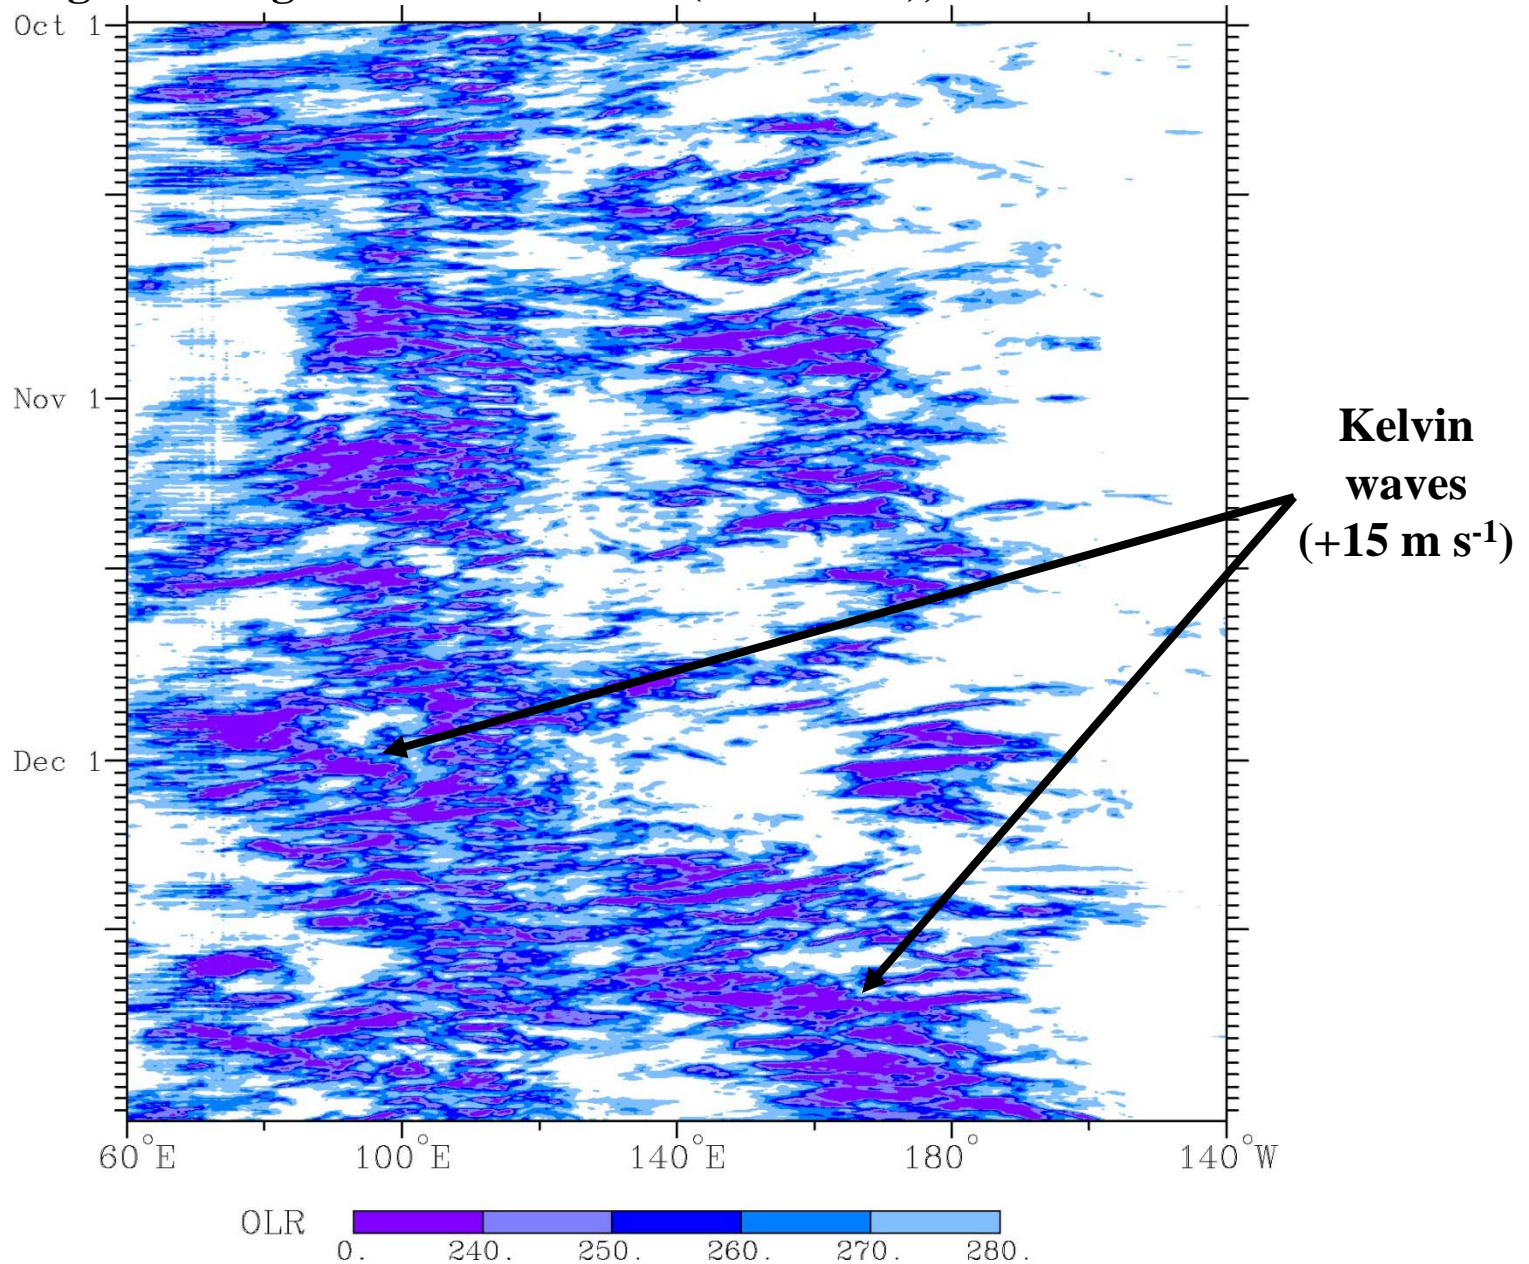 Oct 1
Nov 1
Dec 1
Kelvin
waves
(+15 m s-1)
60°E 100°E 140°E 180° 140°W
OLR
0. 240. 250. 260. 270. 280.